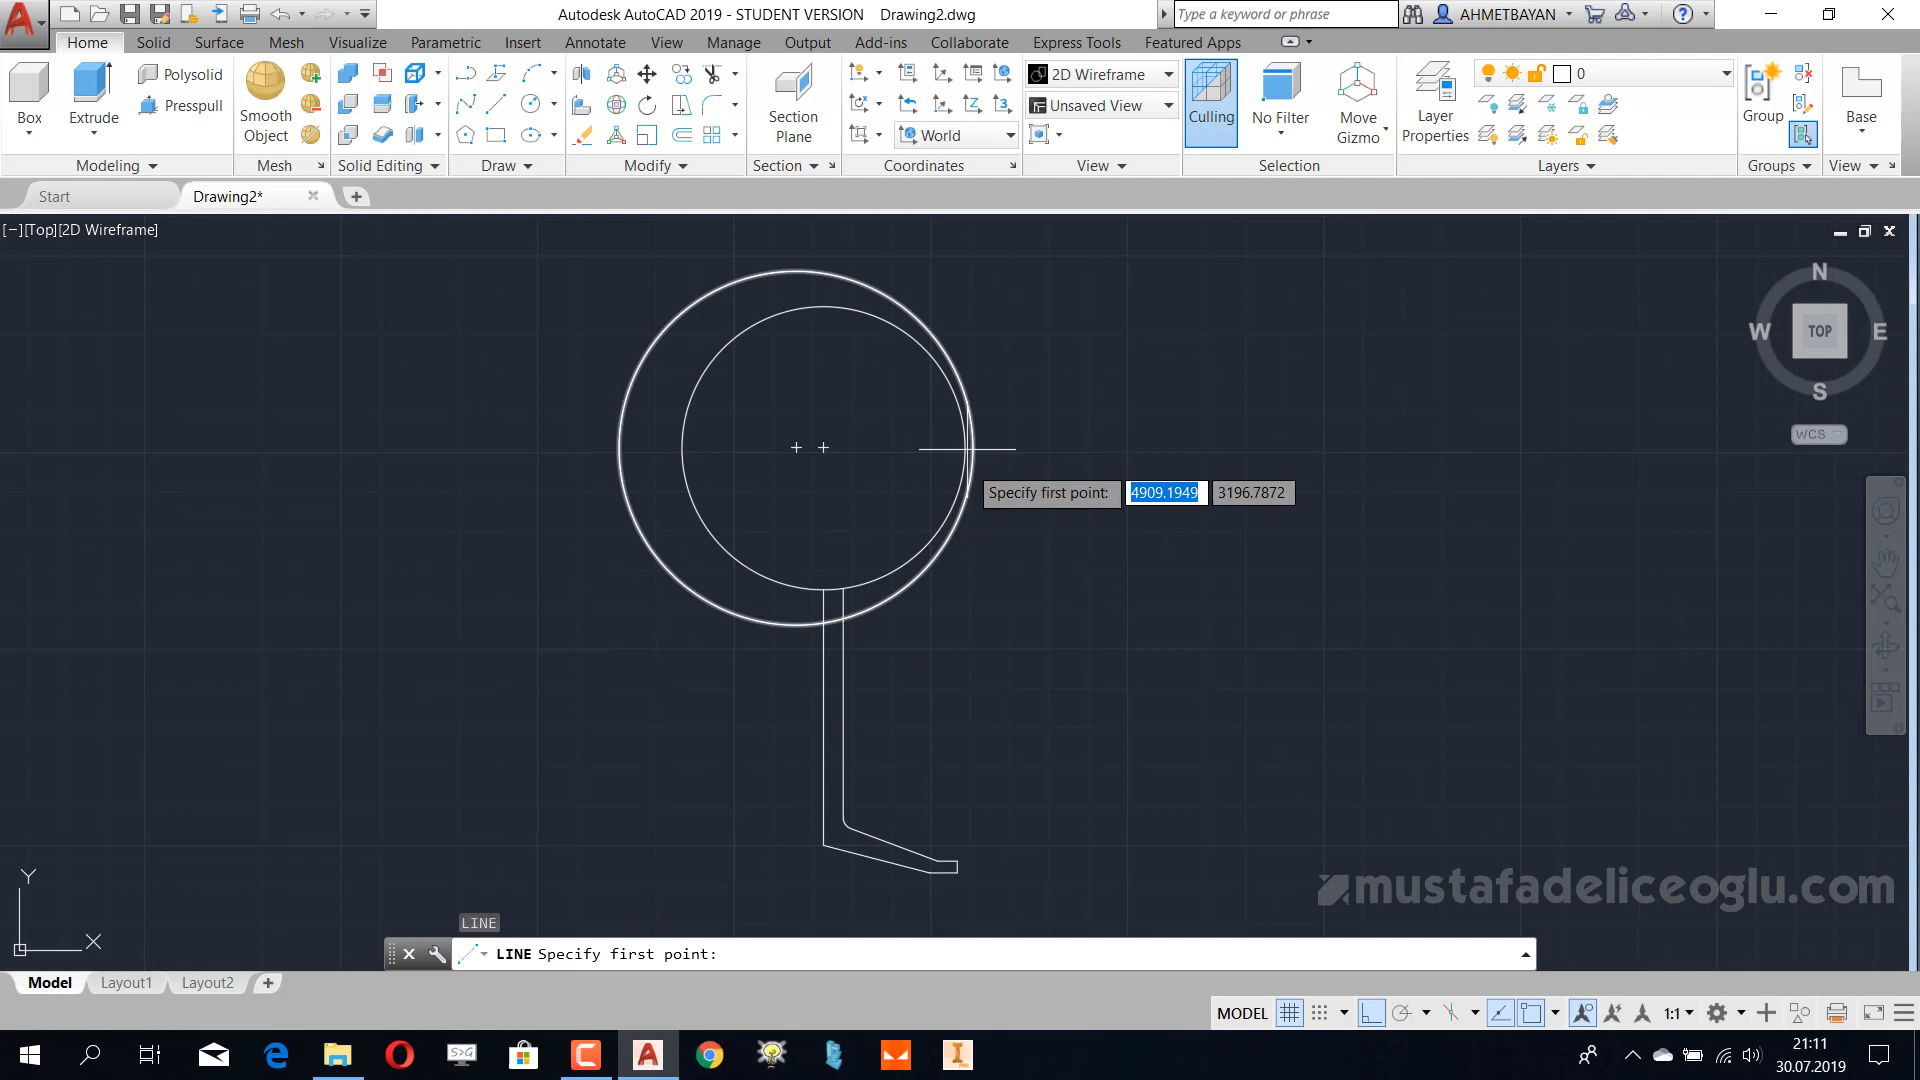 Autodesk AutoCAD 2019 - STUDENT VERSION Drawing2.dwg
Type a keyword or phrase
AHMETBAYAN
Home Solid Surface Mesh Visualize Parametric Insert Annotate View Manage Output Add-ins Collaborate Express Tools Featured Apps
Box
Extrude
Polysolid
Presspull
Smooth
Object
Section
Plane
World
2D Wireframe
Unsaved View
Culling
No Filter
Move
Gizmo
Layer
Properties
0
Group
Base
Modeling Mesh Solid Editing Draw Modify Section Coordinates View Selection Layers Groups View
Start Drawing2*
[−][Top][2D Wireframe]
N
W TOP E
S
WCS
Specify first point: 4909.1949 3196.7872
Y
X
mustafadeliceoglu.com
LINE
LINE Specify first point:
Model Layout1 Layout2
MODEL 1:1
S>G
21:11
30.07.2019